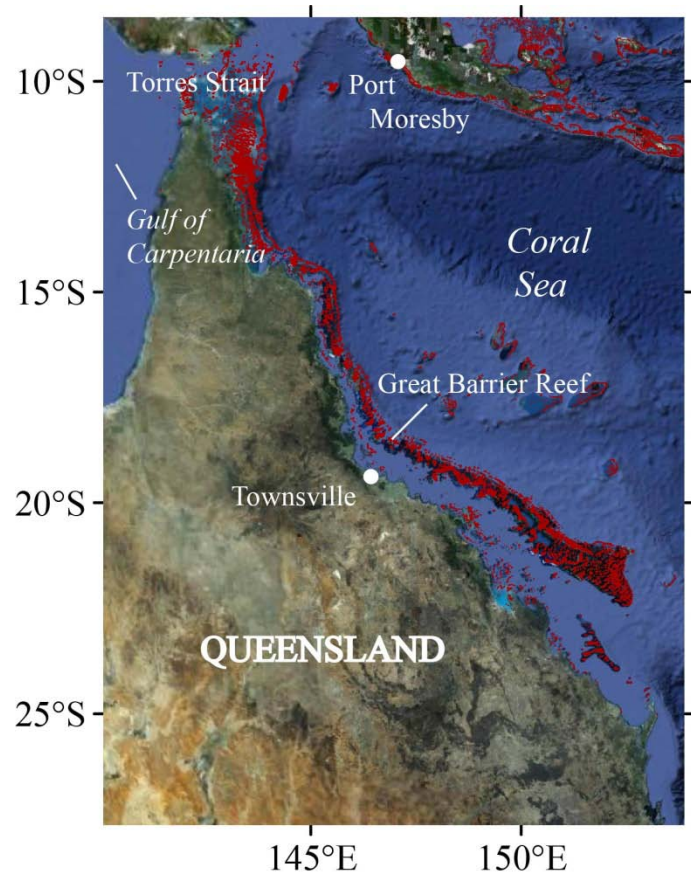 10°S
Torres Strait
Port
Moresby
Gulf of
Carpentaria
Coral
Sea
15°S
Great Barrier Reef
Townsville
20°S
QUEENSLAND
25°S
145°E
150°E